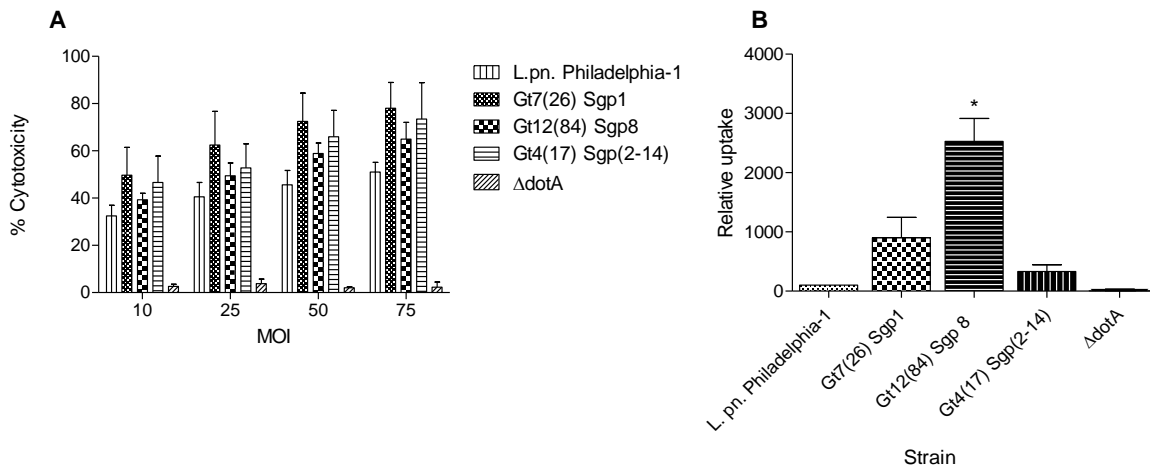 A
% Cytotoxicity
100
80
60
40
20
0
10
25
50
75
MOI
L.pn. Philadelphia-1
Gt7(26) Sgp1
Gt12(84) Sgp8
Gt4(17) Sgp(2-14)
ΔdotA
B
Relative uptake
4000
3000
2000
1000
0
*
L. pn. Philadelphia-1
Gt7(26) Sgp1
Gt12(84) Sgp 8
Gt4(17) Sgp(2-14)
ΔdotA
Strain